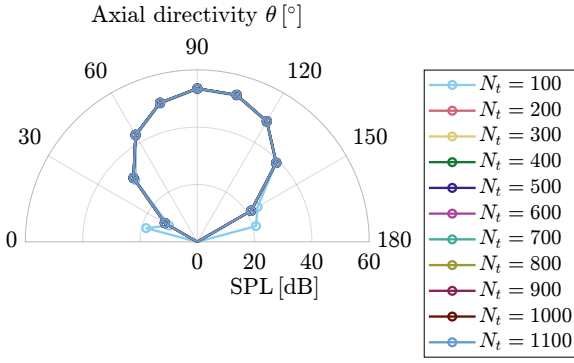 Axial directivity θ [°]
90
60
120
30
150
0
180
0
20
40
60
SPL [dB]
N_t = 100
N_t = 200
N_t = 300
N_t = 400
N_t = 500
N_t = 600
N_t = 700
N_t = 800
N_t = 900
N_t = 1000
N_t = 1100